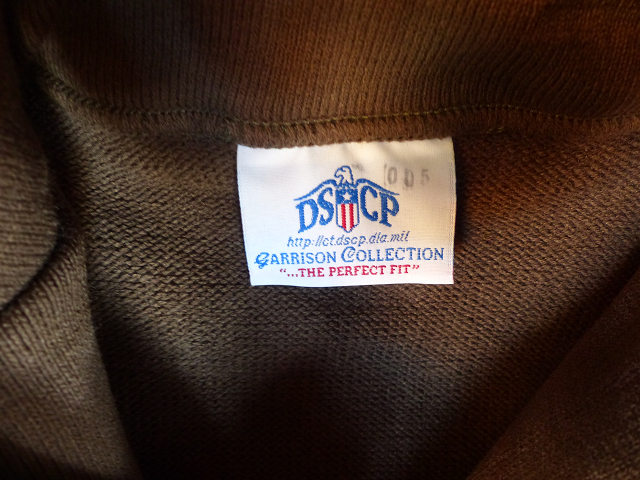 005
DSCP
http://ct.dscp.dla.mil
GARRISON COLLECTION
"...THE PERFECT FIT"